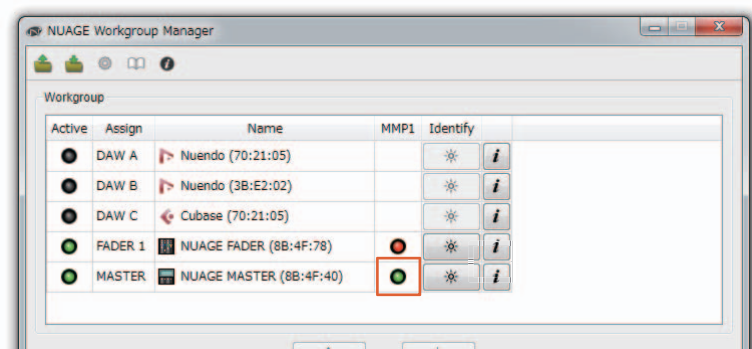 NUAGE Workgroup Manager
Workgroup
Active Assign Name MMP1 Identify
DAW A Nuendo (70:21:05) i
DAW B Nuendo (3B:E2:02) i
DAW C Cubase (70:21:05) i
FADER 1 NUAGE FADER (8B:4F:78) i
MASTER NUAGE MASTER (8B:4F:40) i